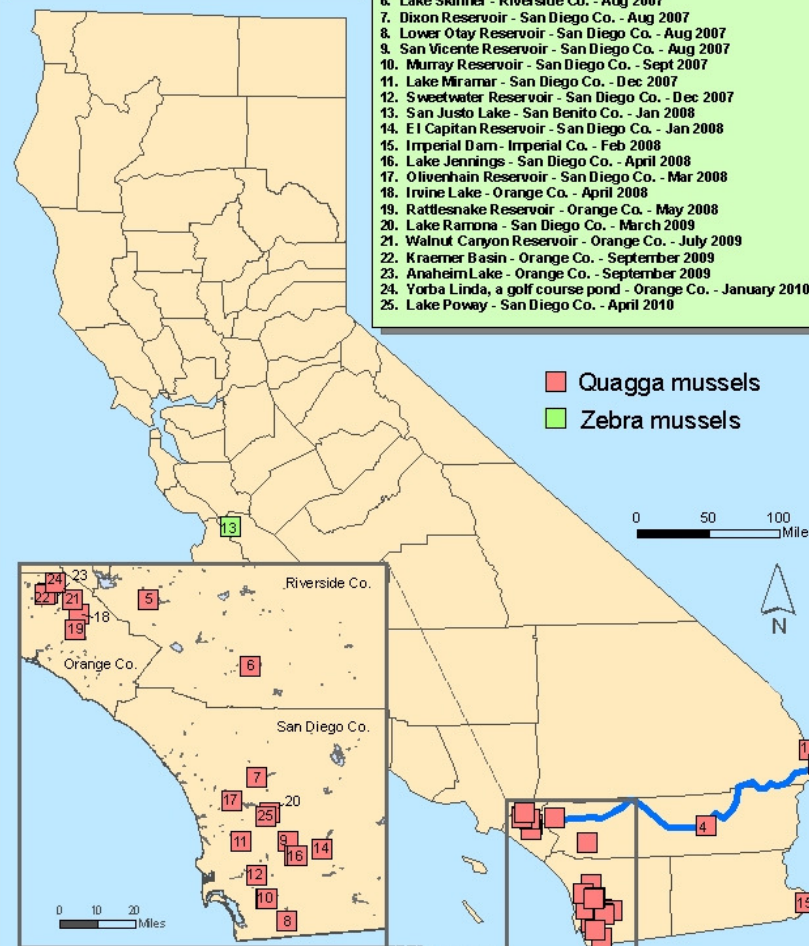 6. Lake Skinner - Riverside Co. - Aug 2007
7. Dixon Reservoir - San Diego Co. - Aug 2007
8. Lower Otay Reservoir - San Diego Co. - Aug 2007
9. San Vicente Reservoir - San Diego Co. - Aug 2007
10. Murray Reservoir - San Diego Co. - Sept 2007
11. Lake Miramar - San Diego Co. - Dec 2007
12. Sweetwater Reservoir - San Diego Co. - Dec 2007
13. San Justo Lake - San Benito Co. - Jan 2008
14. El Capitan Reservoir - San Diego Co. - Jan 2008
15. Imperial Dam - Imperial Co. - Feb 2008
16. Lake Jennings - San Diego Co. - April 2008
17. Olivenhain Reservoir - San Diego Co. - Mar 2008
18. Irvine Lake - Orange Co. - April 2008
19. Rattlesnake Reservoir - Orange Co. - May 2008
20. Lake Ramona - San Diego Co. - March 2009
21. Walnut Canyon Reservoir - Orange Co. - July 2009
22. Kraemer Basin - Orange Co. - September 2009
23. Anaheim Lake - Orange Co. - September 2009
24. Yorba Linda, a golf course pond - Orange Co. - January 2010
25. Lake Poway - San Diego Co. - April 2010
Quagga mussels
Zebra mussels
0 50 100
Mile
N
13
24 23
22 21 5
18
19
Riverside Co.
Orange Co.
6
San Diego Co.
7
17 20
25
11 9 14
16
12
10
8
0 10 20
Miles
1
4
15